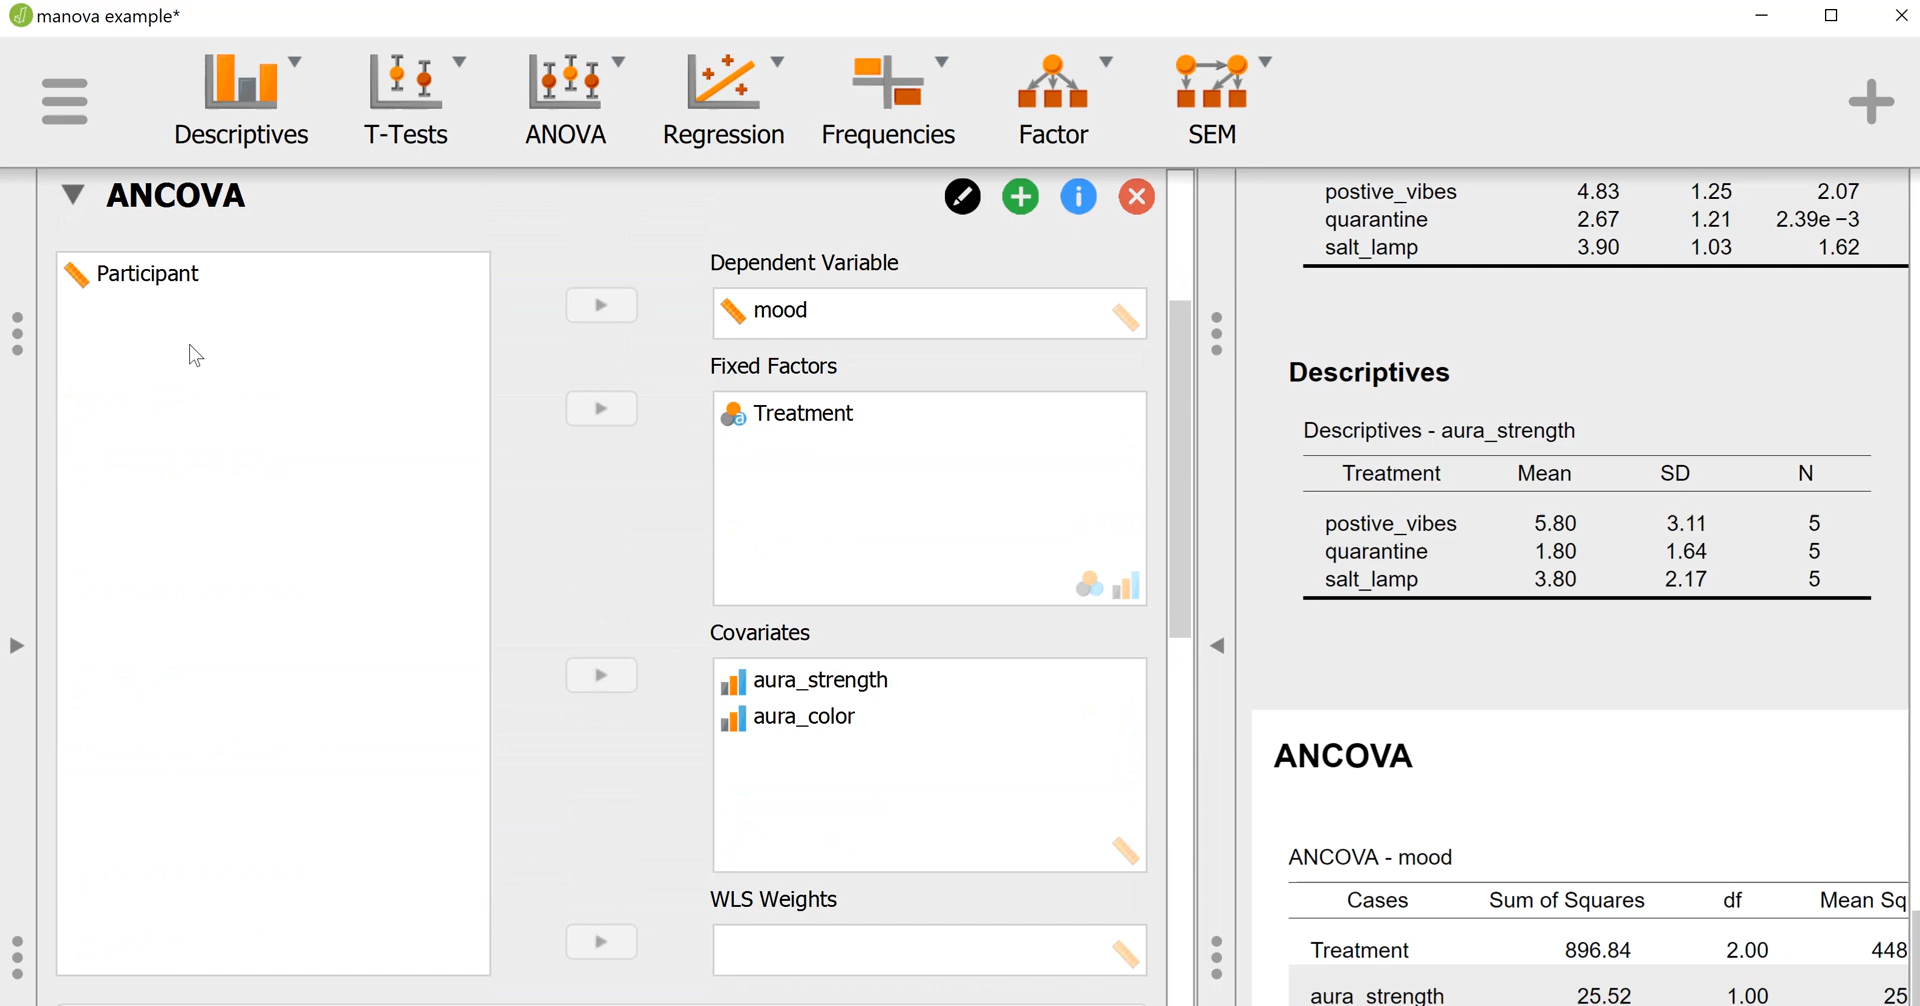 manova example*
Descriptives
T-Tests
ANOVA
Regression
Frequencies
Factor
SEM
ANCOVA
Participant
Dependent Variable
mood
Fixed Factors
Treatment
Covariates
aura_strength
aura_color
WLS Weights
postive_vibes 4.83 1.25 2.07
quarantine 2.67 1.21 2.39e −3
salt_lamp 3.90 1.03 1.62
Descriptives
Descriptives - aura_strength
Treatment Mean SD N
postive_vibes 5.80 3.11 5
quarantine 1.80 1.64 5
salt_lamp 3.80 2.17 5
ANCOVA
ANCOVA - mood
Cases Sum of Squares df Mean Sq
Treatment 896.84 2.00 448
aura_strength 25.52 1.00 25